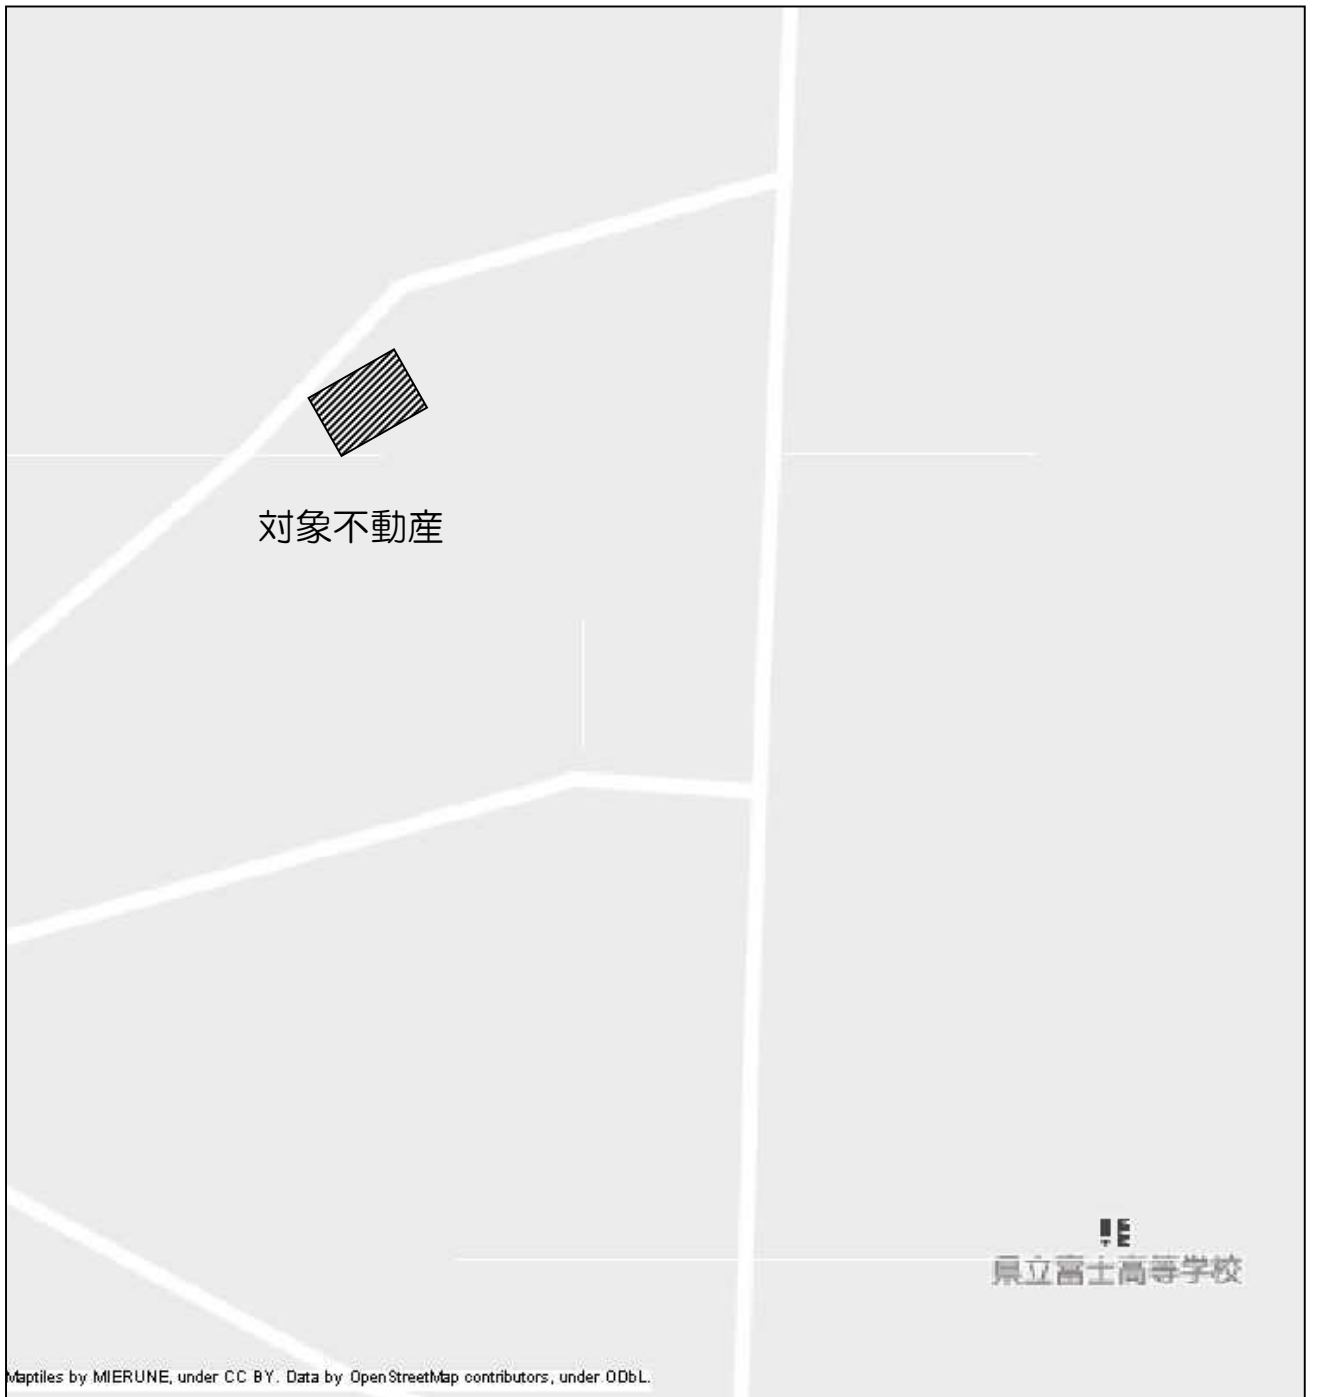 対象不動産
県立富士高等学校
Maptiles by MIERUNE, under CC BY. Data by OpenStreetMap contributors, under ODbL.